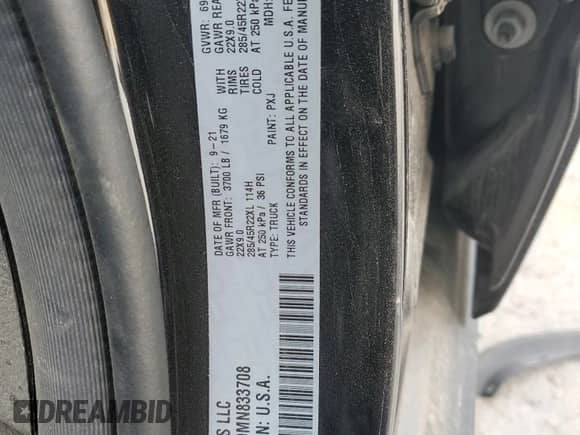 GVWR: 69
DATE OF MFR (BUILT): 9-21 GAWR REA
GAWR FRONT: 3700 LB / 1679 KG WITH 22X9.0
22X9.0 RIMS 285/45R22
285/45R22XL 114H TIRES AT 250 kPa
AT 250 kPa / 36 PSI COLD
TYPE: TRUCK PAINT: PXJ MDH:
THIS VEHICLE CONFORMS TO ALL APPLICABLE U.S.A. FE
STANDARDS IN EFFECT ON THE DATE OF MANU
S LLC
MN833708
N: U.S.A.
AMERICAN AUCTIONS